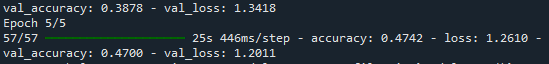 val_accuracy: 0.3878 - val_loss: 1.3418
Epoch 5/5
57/57 ━━━━━━━━━━━━━━━━━━━━ 25s 446ms/step - accuracy: 0.4742 - loss: 1.2610 -
val_accuracy: 0.4700 - val_loss: 1.2011